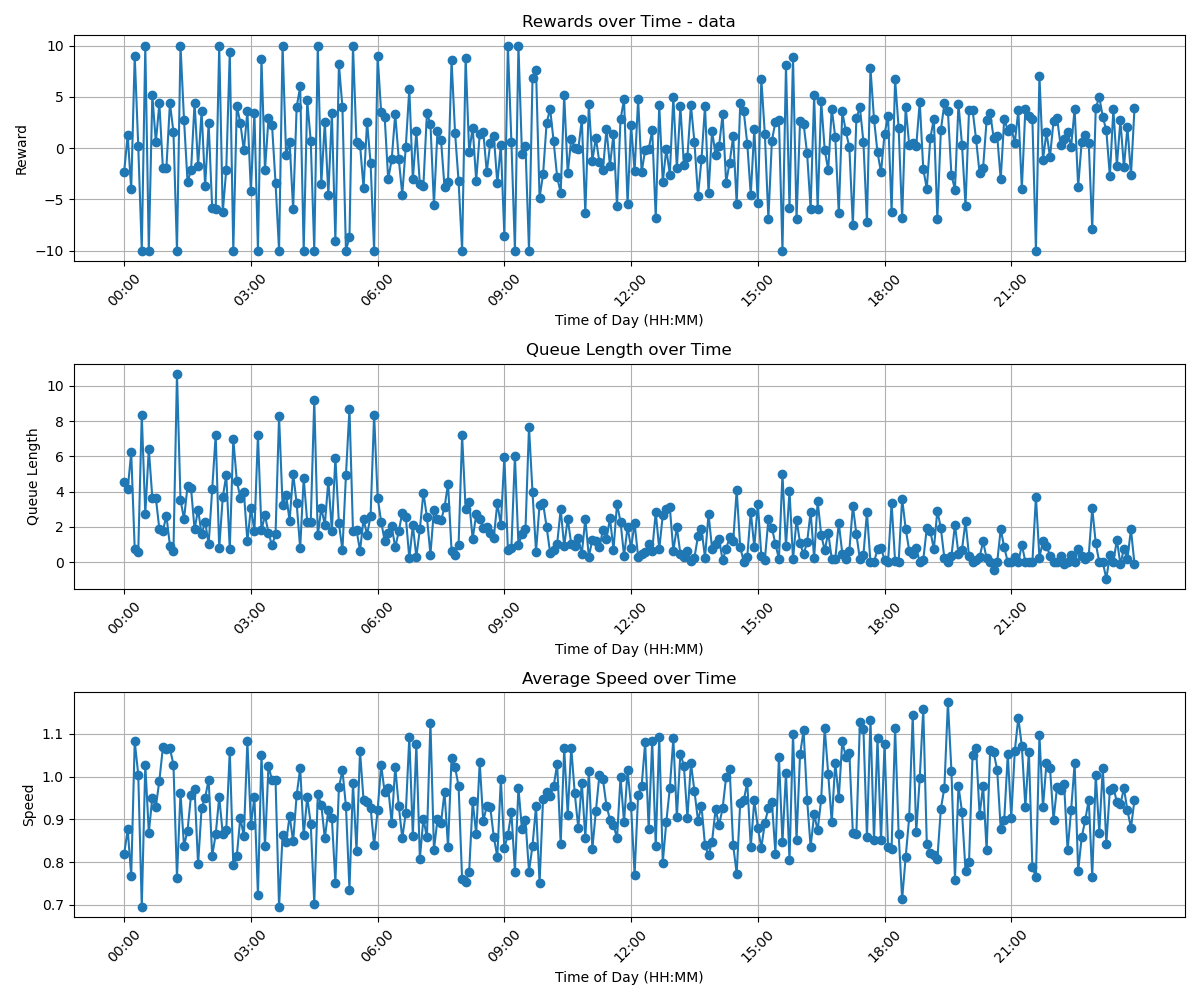 Rewards over Time - data
10
5
0
−5
−10
Reward
00:00 03:00 06:00 09:00 12:00 15:00 18:00 21:00
Time of Day (HH:MM)
Queue Length over Time
10
8
6
4
2
0
Queue Length
00:00 03:00 06:00 09:00 12:00 15:00 18:00 21:00
Time of Day (HH:MM)
Average Speed over Time
1.1
1.0
0.9
0.8
0.7
Speed
00:00 03:00 06:00 09:00 12:00 15:00 18:00 21:00
Time of Day (HH:MM)